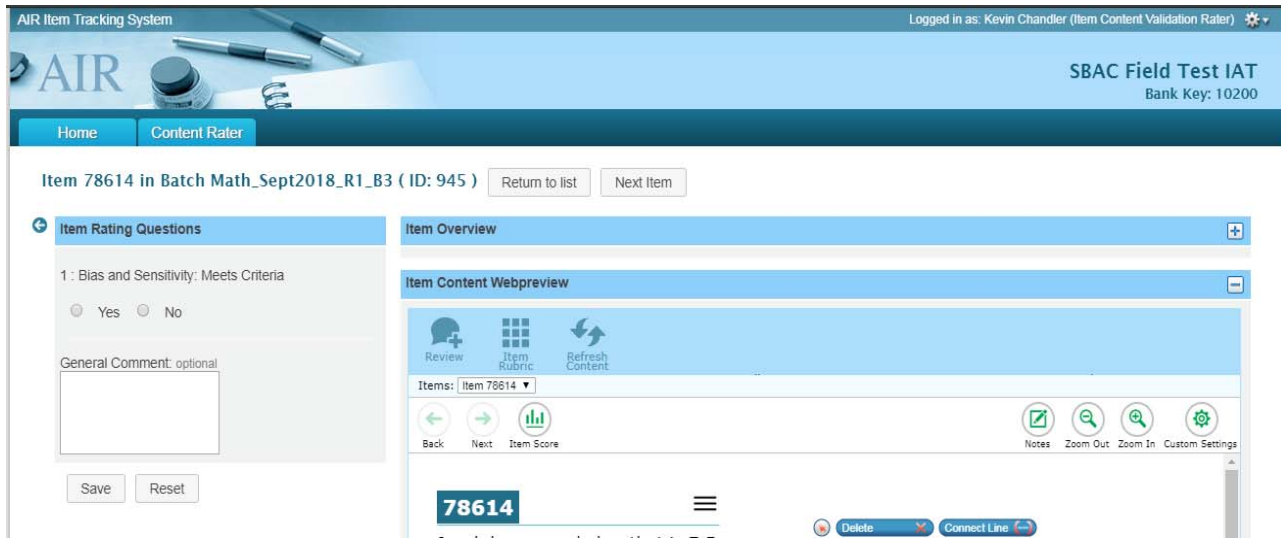 AIR Item Tracking System
Logged in as: Kevin Chandler (Item Content Validation Rater)
AIR
SBAC Field Test IAT
Bank Key: 10200
Home Content Rater
Item 78614 in Batch Math_Sept2018_R1_B3 ( ID: 945 ) Return to list Next Item
Item Rating Questions
1 : Bias and Sensitivity: Meets Criteria
Yes No
General Comment: optional
Save Reset
Item Overview
Item Content Webpreview
Review Item Rubric Refresh Content
Items: Item 78614
Back Next Item Score Notes Zoom Out Zoom In Custom Settings
78614
Delete Connect Line